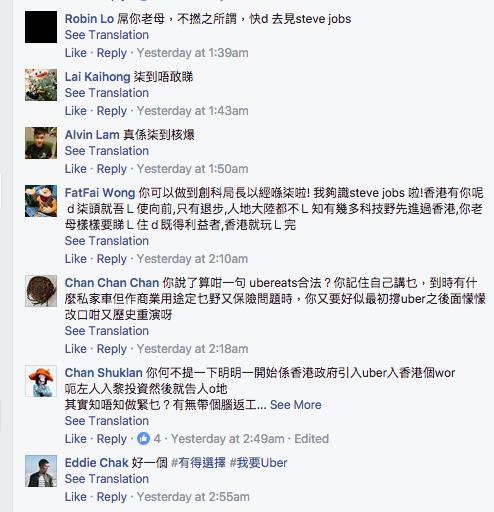 Robin Lo 屌你老母，不撚之所謂，快d 去見steve jobs
See Translation
Like · Reply · Yesterday at 1:39am
Lai Kaihong 柒到唔敢睇
See Translation
Like · Reply · Yesterday at 1:43am
Alvin Lam 真係柒到核爆
See Translation
Like · Reply · Yesterday at 1:50am
FatFai Wong 你可以做到創科局長以經喺柒啦! 我夠識steve jobs 啦!香港有你呢
d 柒頭就吾L 使向前,只有退步,人地大陸都不L 知有幾多科技野先進過香港,你老
母樣樣要睇L 住d 既得利益者,香港就玩L 完
See Translation
Like · Reply · Yesterday at 2:10am
Chan Chan Chan 你說了算咁一句 ubereats合法？你記住自己講乜，到時有什
麼私家車但作商業用途定乜野又保險問題時，你又要好似最初撐uber之後面懞懞
改口咁又歷史重演呀
See Translation
Like · Reply · Yesterday at 2:18am
Chan Shuklan 你何不提一下明明一開始係香港政府引入uber入香港個wor
呃左人入黎投資然後就告人o地
其實知唔知做緊乜？有無帶個腦返工... See More
See Translation
Like · Reply · 4 · Yesterday at 2:49am · Edited
Eddie Chak 好一個 #有得選擇 #我要Uber
See Translation
Like · Reply · Yesterday at 2:55am